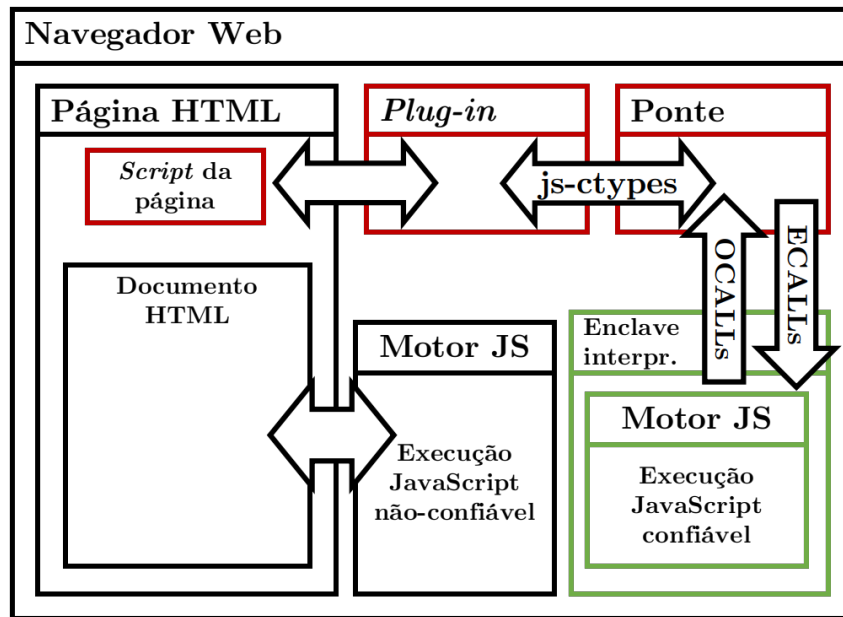 Navegador Web
Página HTML
Script da
página
Documento
HTML
Plug-in
js-ctypes
Ponte
OCALLs
ECALLs
Motor JS
Execução
JavaScript
não-confiável
Enclave
interpr.
Motor JS
Execução
JavaScript
confiável